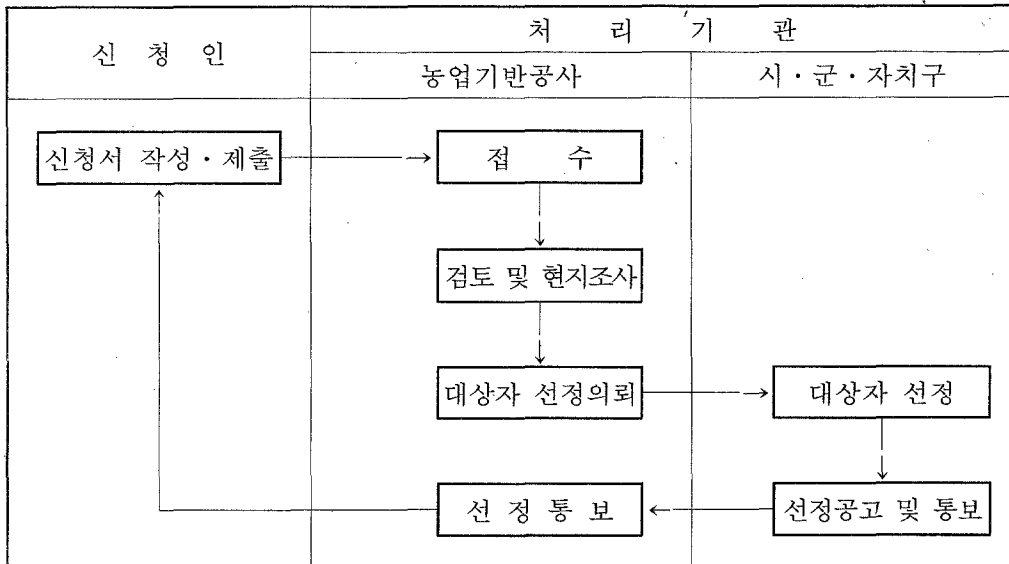 신 청 인
처 리 기 관
농업기반공사
시·군·자치구
신청서 작성·제출
접 수
검토 및 현지조사
대상자 선정의뢰
대상자 선정
선 정 통 보
선정공고 및 통보